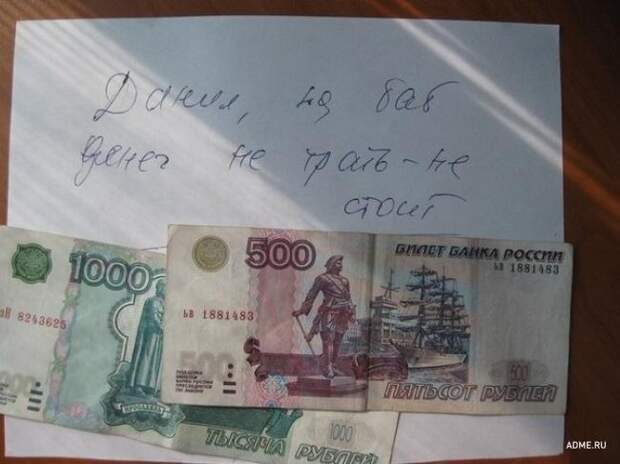 Данил, на баб
денег не трать - не
стоит
1000
500
БИЛЕТ БАНКА РОССИИ
ЬВ 1881483
8243625
ЬВ 1881483
500
ПЯТЬСОТ РУБЛЕЙ
1000
ТЫСЯЧА РУБЛЕЙ
ADME.RU